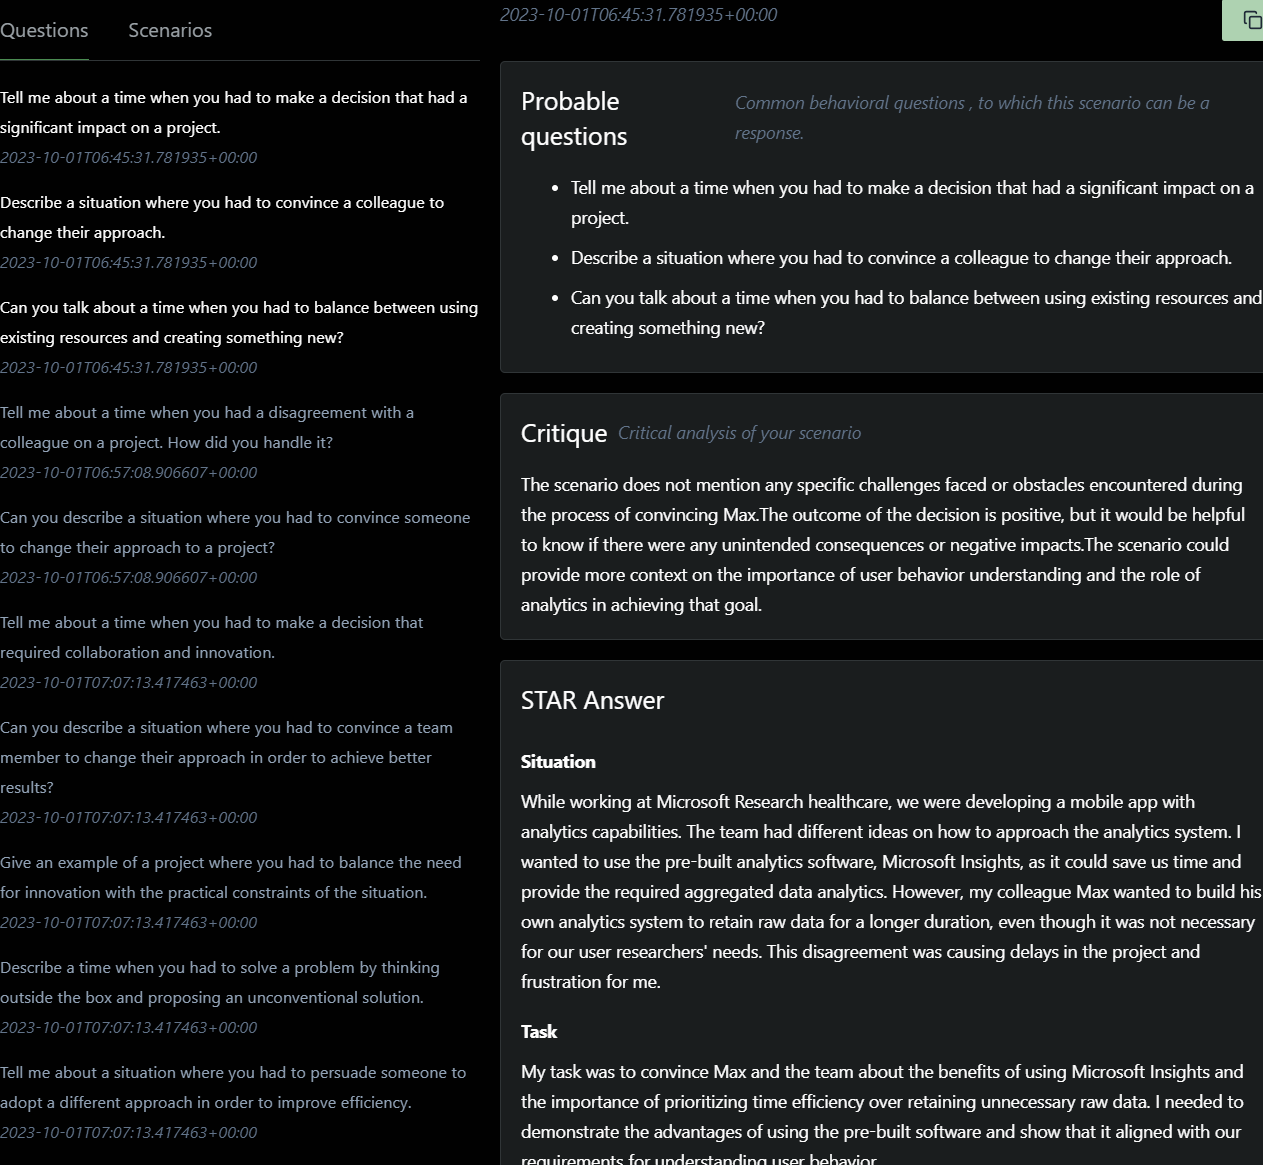 Questions
Scenarios
Tell me about a time when you had to make a decision that had a
significant impact on a project.
2023-10-01T06:45:31.781935+00:00
Describe a situation where you had to convince a colleague to
change their approach.
2023-10-01T06:45:31.781935+00:00
Can you talk about a time when you had to balance between using
existing resources and creating something new?
2023-10-01T06:45:31.781935+00:00
Tell me about a time when you had a disagreement with a
colleague on a project. How did you handle it?
2023-10-01T06:57:08.906607+00:00
Can you describe a situation where you had to convince someone
to change their approach to a project?
2023-10-01T06:57:08.906607+00:00
Tell me about a time when you had to make a decision that
required collaboration and innovation.
2023-10-01T07:07:13.417463+00:00
Can you describe a situation where you had to convince a team
member to change their approach in order to achieve better
results?
2023-10-01T07:07:13.417463+00:00
Give an example of a project where you had to balance the need
for innovation with the practical constraints of the situation.
2023-10-01T07:07:13.417463+00:00
Describe a time when you had to solve a problem by thinking
outside the box and proposing an unconventional solution.
2023-10-01T07:07:13.417463+00:00
Tell me about a situation where you had to persuade someone to
adopt a different approach in order to improve efficiency.
2023-10-01T07:07:13.417463+00:00
2023-10-01T06:45:31.781935+00:00
Probable
questions
Common behavioral questions , to which this scenario can be a
response.
• Tell me about a time when you had to make a decision that had a significant impact on a
project.
• Describe a situation where you had to convince a colleague to change their approach.
• Can you talk about a time when you had to balance between using existing resources and
creating something new?
Critique
Critical analysis of your scenario
The scenario does not mention any specific challenges faced or obstacles encountered during
the process of convincing Max.The outcome of the decision is positive, but it would be helpful
to know if there were any unintended consequences or negative impacts.The scenario could
provide more context on the importance of user behavior understanding and the role of
analytics in achieving that goal.
STAR Answer
Situation
While working at Microsoft Research healthcare, we were developing a mobile app with
analytics capabilities. The team had different ideas on how to approach the analytics system. I
wanted to use the pre-built analytics software, Microsoft Insights, as it could save us time and
provide the required aggregated data analytics. However, my colleague Max wanted to build his
own analytics system to retain raw data for a longer duration, even though it was not necessary
for our user researchers' needs. This disagreement was causing delays in the project and
frustration for me.
Task
My task was to convince Max and the team about the benefits of using Microsoft Insights and
the importance of prioritizing time efficiency over retaining unnecessary raw data. I needed to
demonstrate the advantages of using the pre-built software and show that it aligned with our
requirements for understanding user behavior.